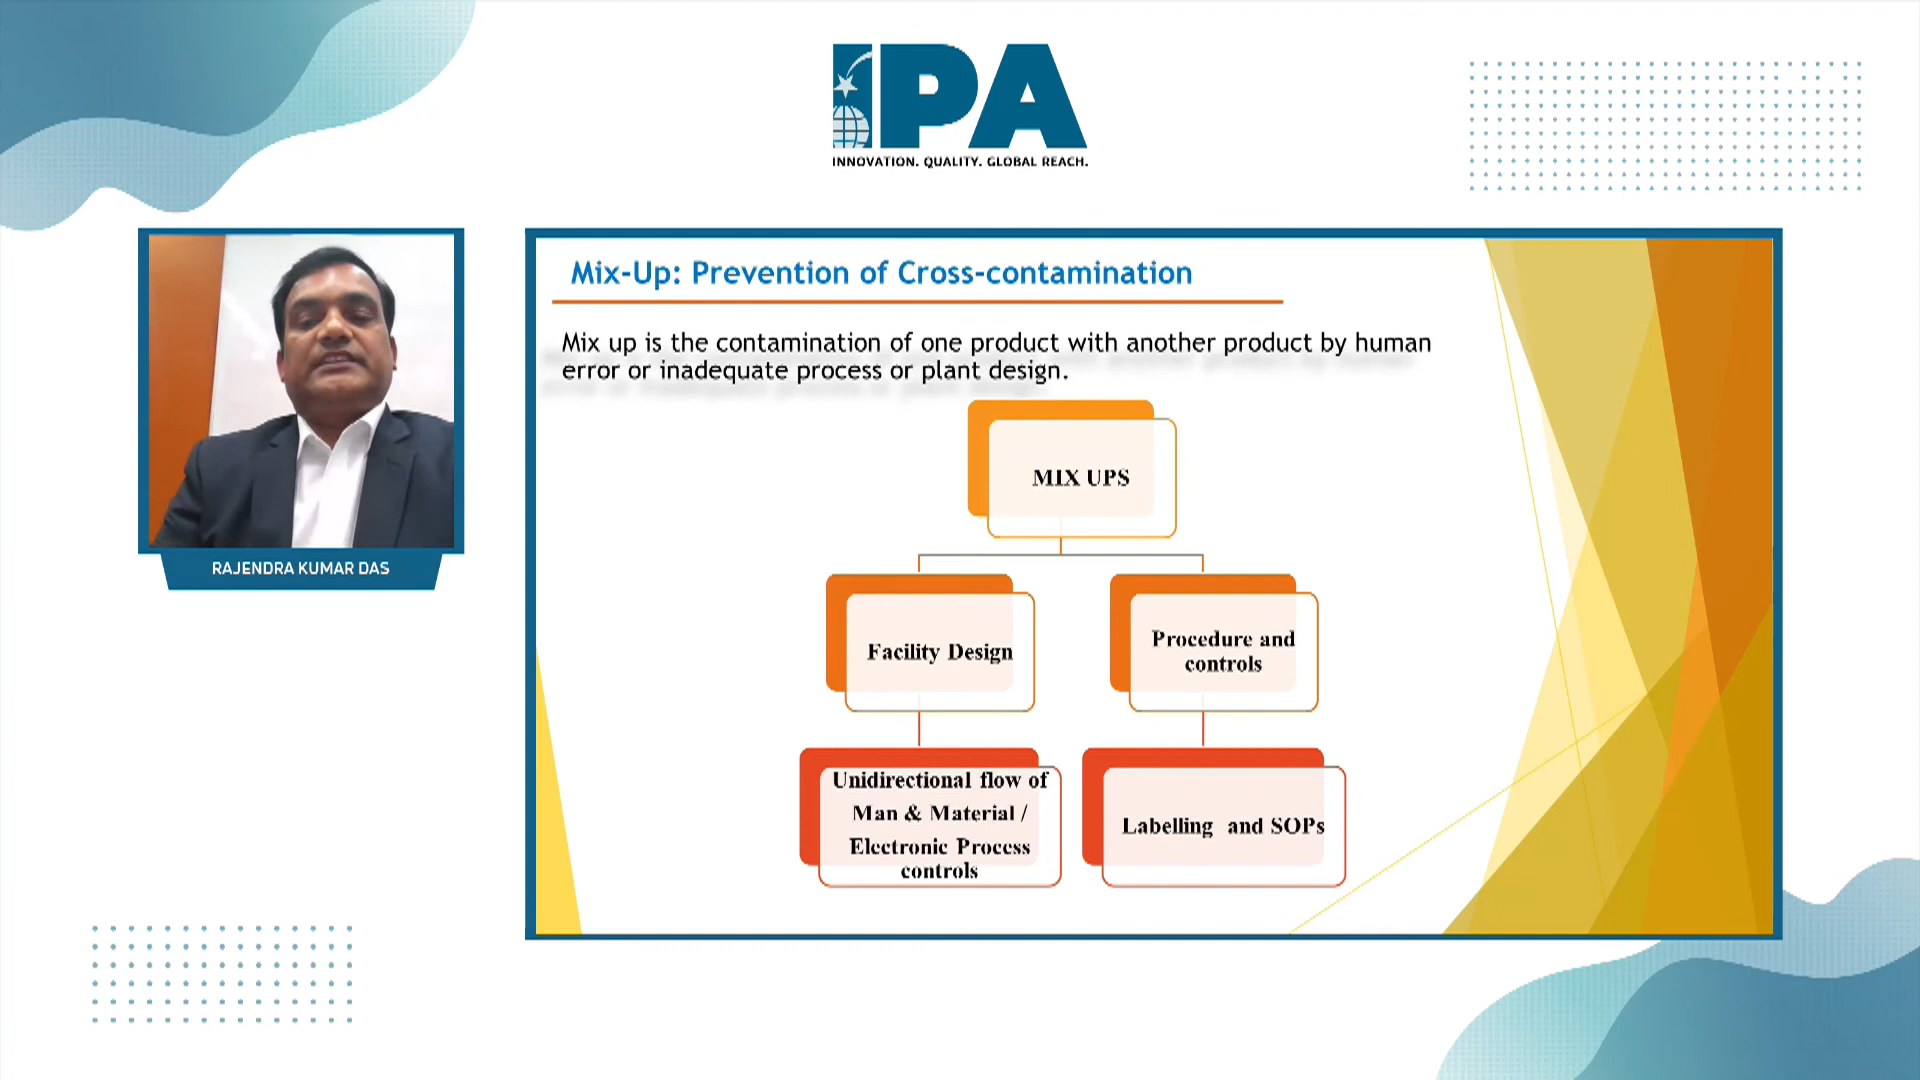 IPA
INNOVATION. QUALITY. GLOBAL REACH.
RAJENDRA KUMAR DAS
Mix-Up: Prevention of Cross-contamination
Mix up is the contamination of one product with another product by human
error or inadequate process or plant design.
MIX UPS
Facility Design
Procedure and
controls
Unidirectional flow of
Man & Material /
Electronic Process
controls
Labelling and SOPs